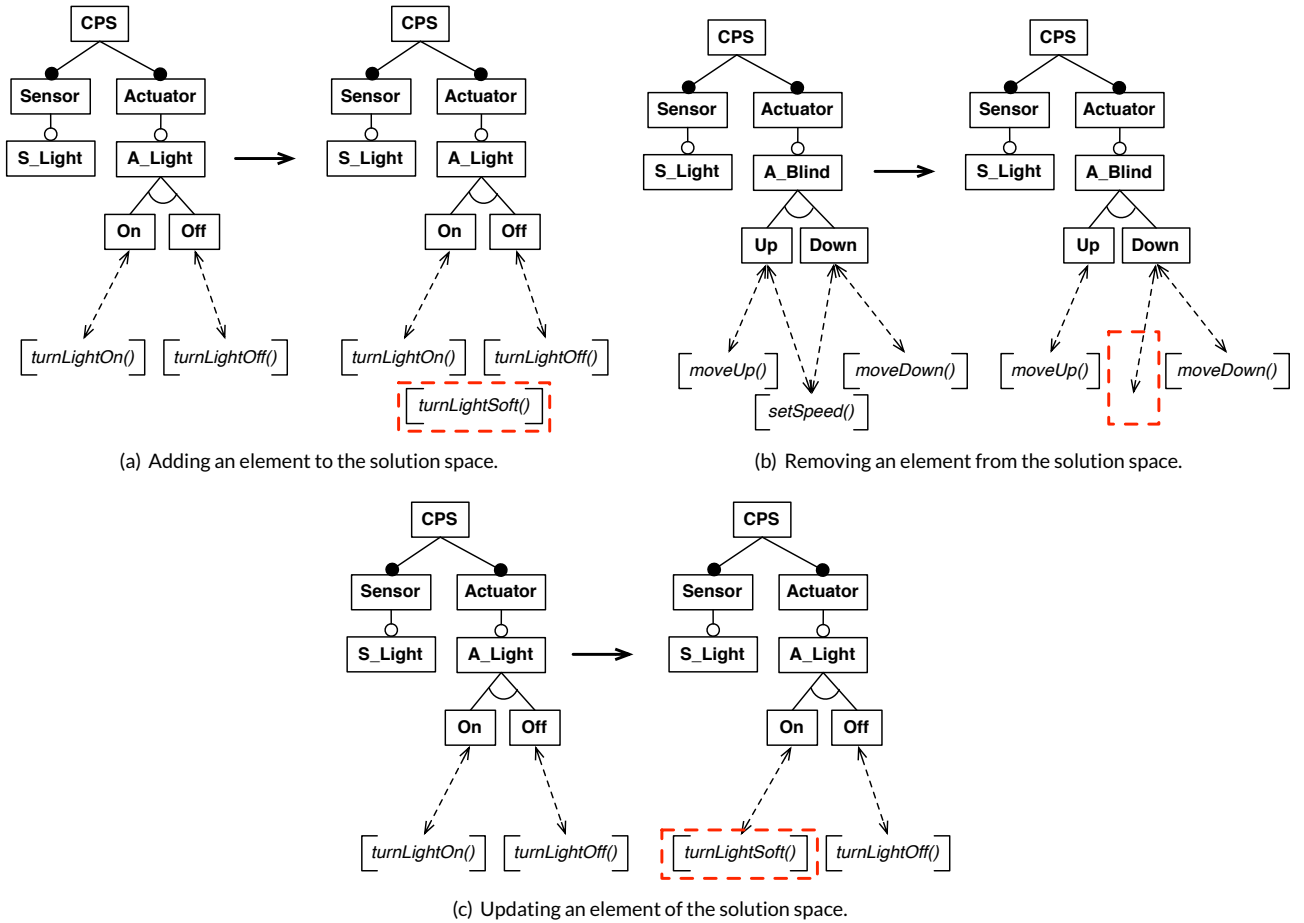 CPS
CPS
Sensor Actuator
Sensor Actuator
S_Light A_Light
S_Light A_Light
On Off
On Off
turnLightOn() turnLightOff()
turnLightOn() turnLightOff()
turnLightSoft()
(a) Adding an element to the solution space.
CPS
CPS
Sensor Actuator
Sensor Actuator
S_Light A_Blind
S_Light A_Blind
Up Down
Up Down
moveUp() moveDown()
setSpeed()
moveUp() moveDown()
(b) Removing an element from the solution space.
CPS
CPS
Sensor Actuator
Sensor Actuator
S_Light A_Light
S_Light A_Light
On Off
On Off
turnLightOn() turnLightOff()
turnLightSoft() turnLightOff()
(c) Updating an element of the solution space.